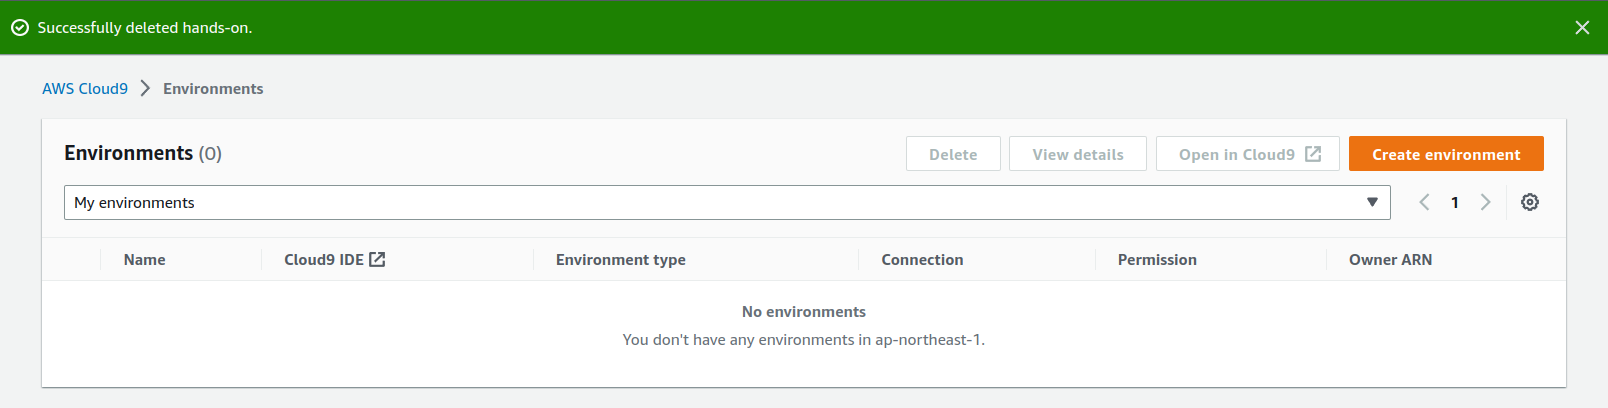 Successfully deleted hands-on.
AWS Cloud9 > Environments
Environments (0)
Delete View details Open in Cloud9 Create environment
My environments 1
Name Cloud9 IDE Environment type Connection Permission Owner ARN
No environments
You don't have any environments in ap-northeast-1.